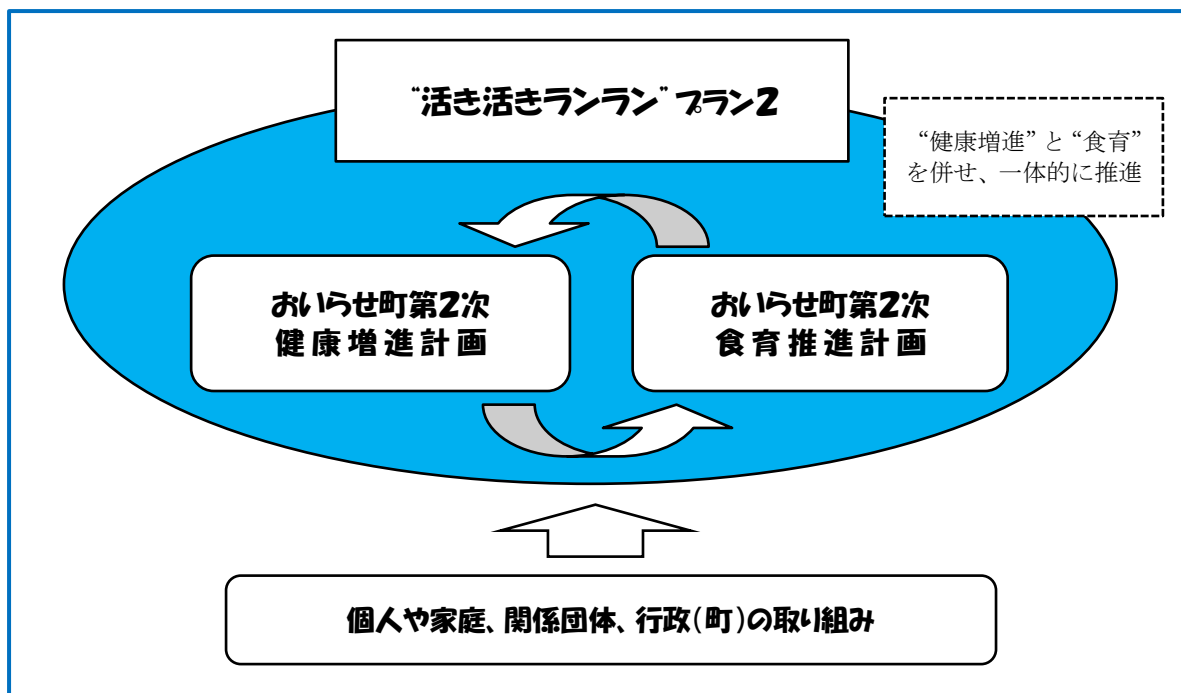 “活き活きランラン”プラン2
“健康増進”と“食育”
を併せ、一体的に推進
おいらせ町第2次
健康増進計画
おいらせ町第2次
食育推進計画
個人や家庭、関係団体、行政(町)の取り組み